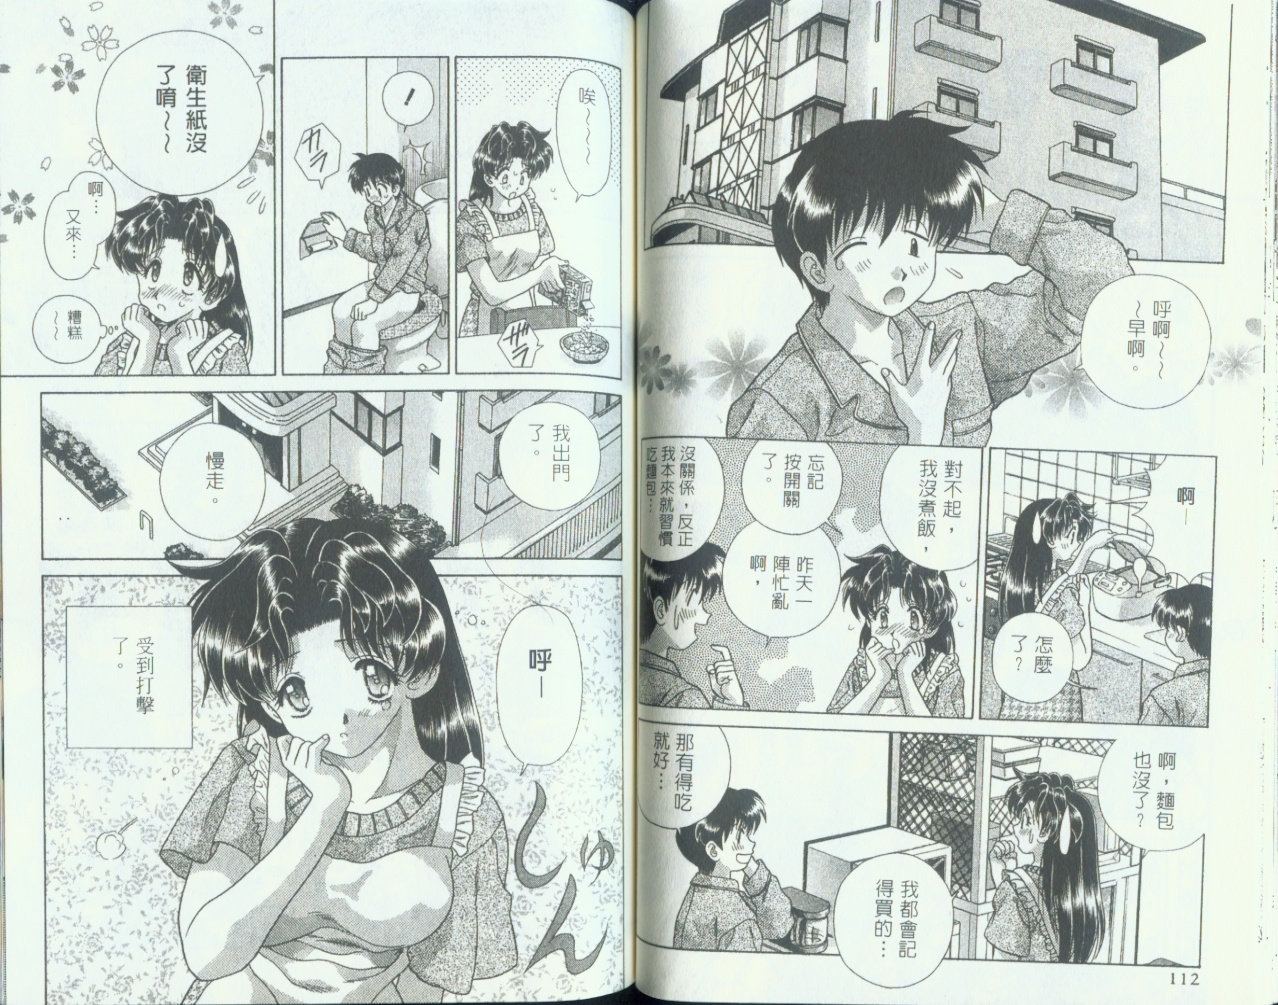 呼啊～
～早啊。
啊－
怎麼
了？
對不起，
我沒煮飯，
忘記
按開關
了。
昨天一
陣忙亂
啊，
沒關係，反正
我本來就習慣
吃麵包…
啊，麵包
也沒了？
我都會記
得買的…
那有得吃
就好…
112
唉～～～
ザッ
！
カラ
衛生紙沒
了唷～～
啊…
又來…
糟糕
～～
我出門
了。
慢走。
呼－
受到打擊
了。
しゅん